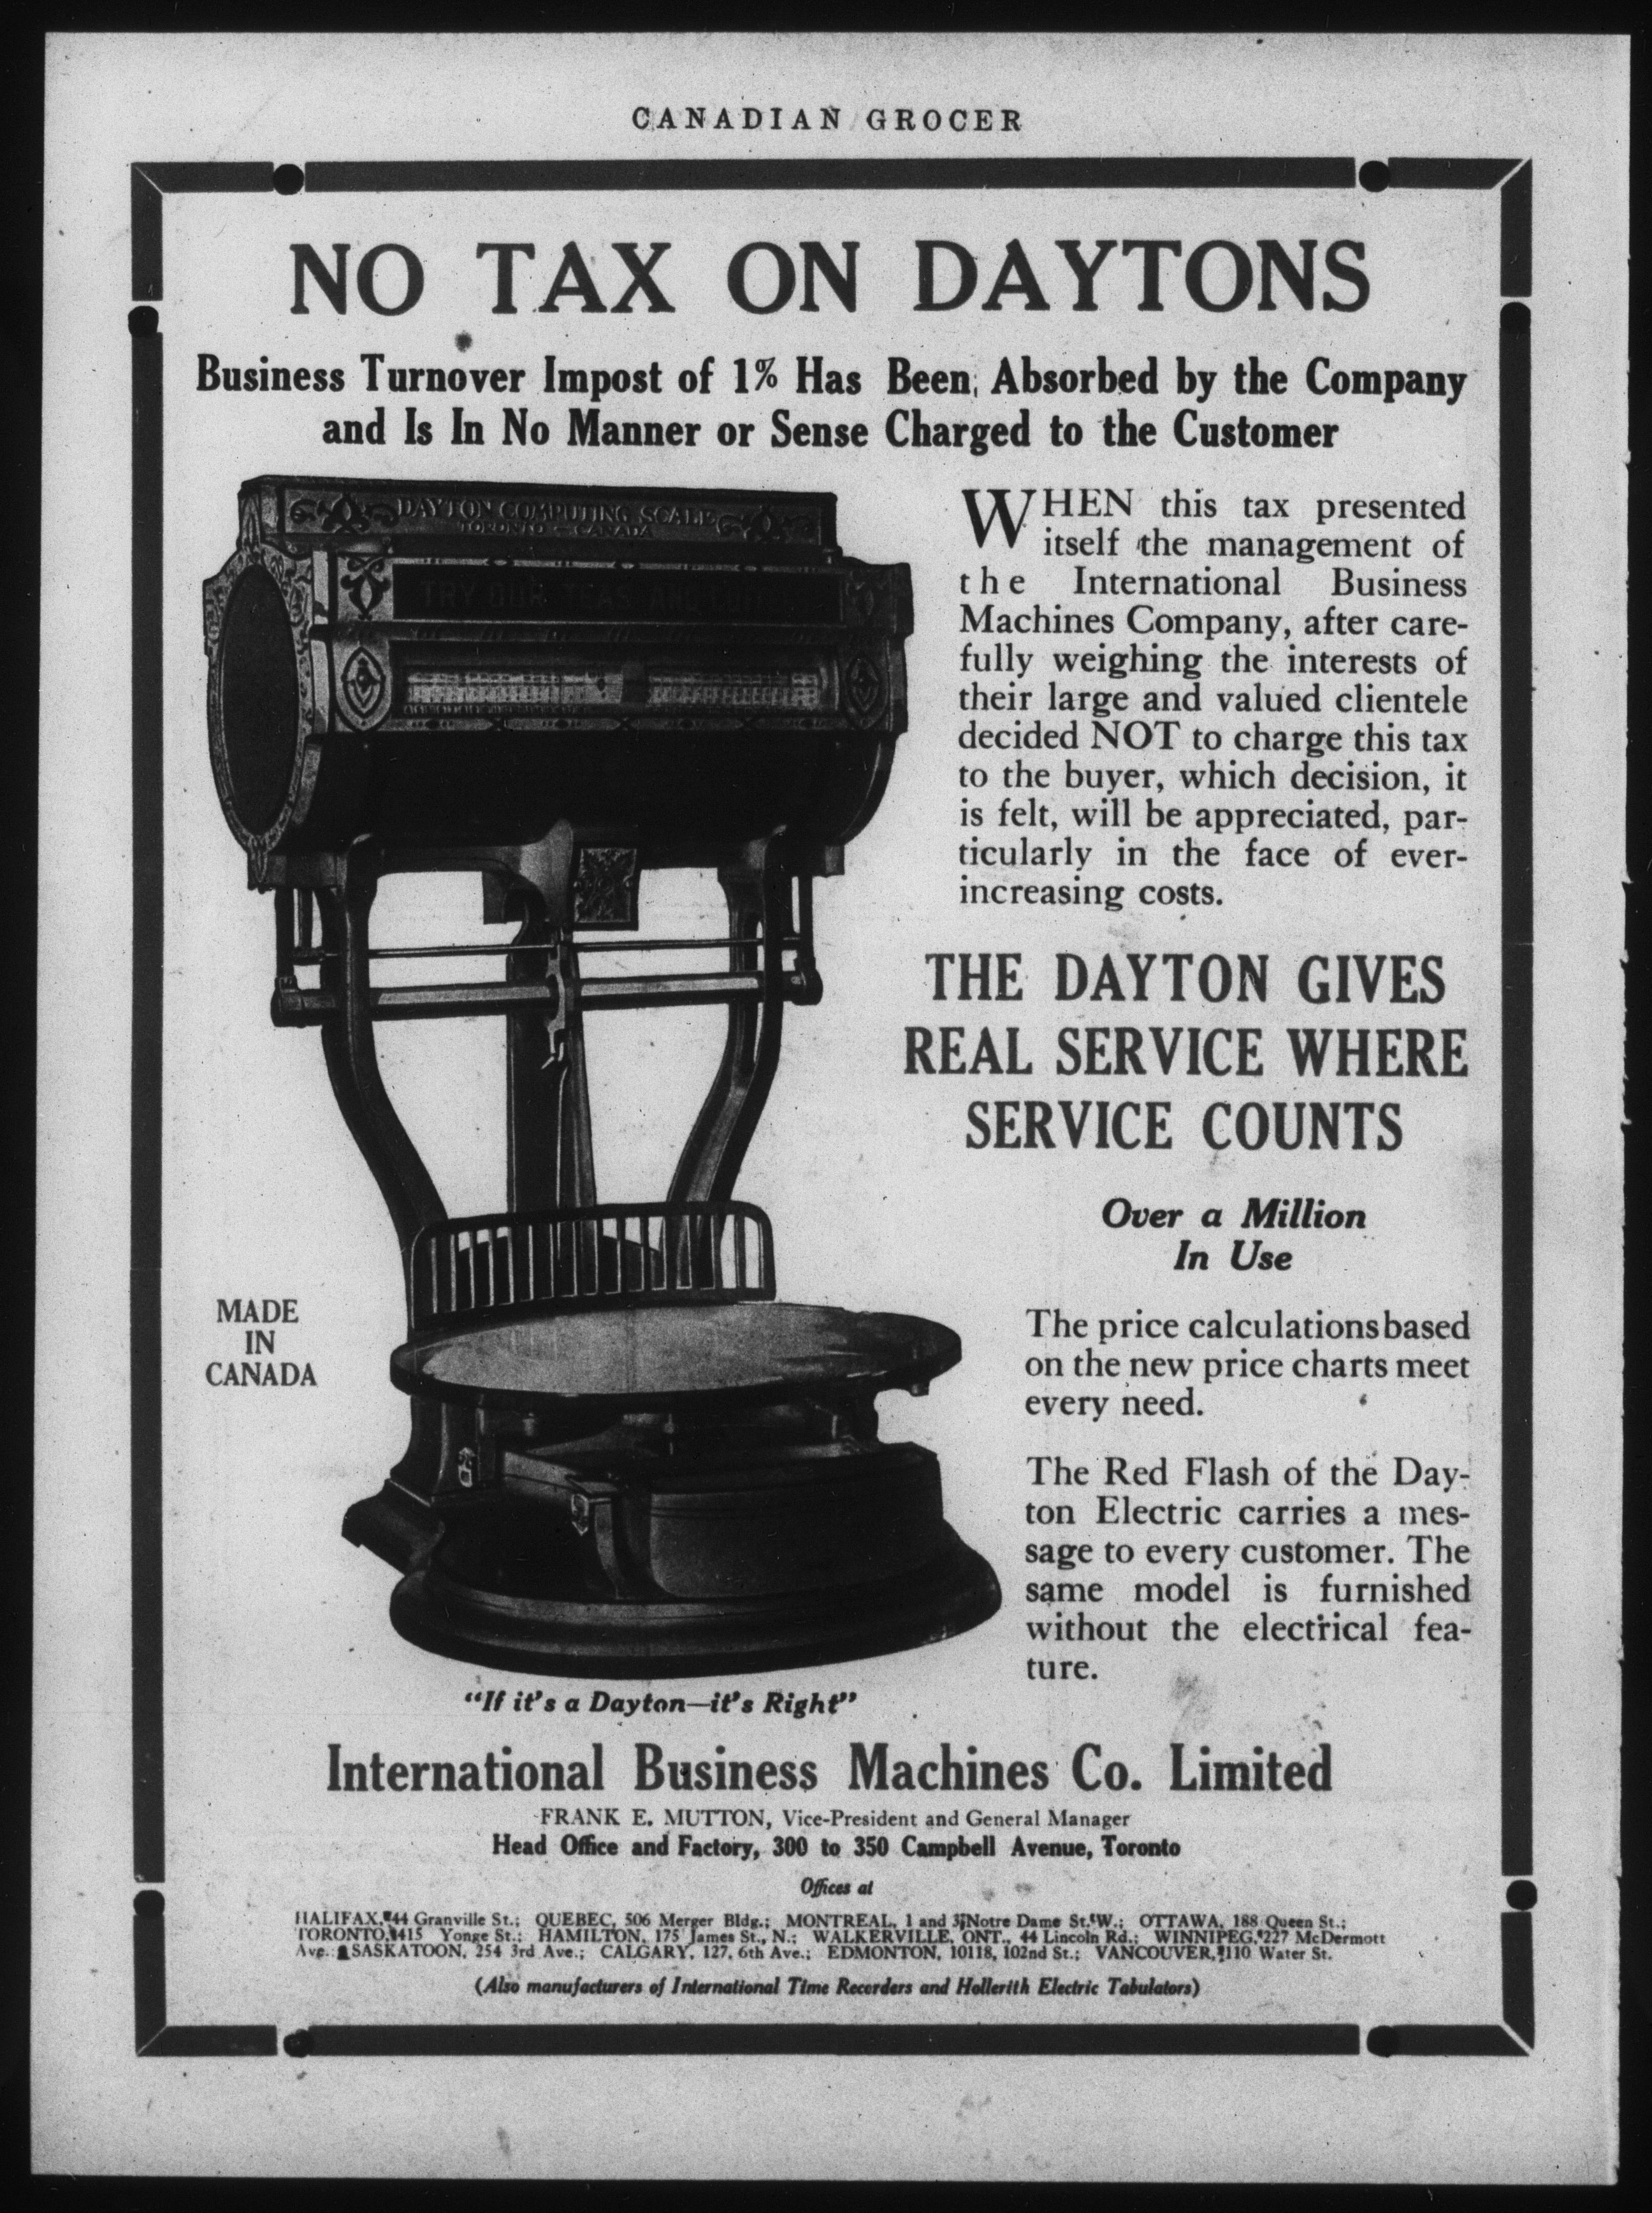 CANADIAN GROCER
NO TAX ON DAYTONS
Business Turnover Impost of 1% Has Been Absorbed by the Company
and Is In No Manner or Sense Charged to the Customer
DAYTON COMPUTING SCALE
TORONTO — CANADA
TRY OUR TEAS AND
WHEN this tax presented
itself the management of
the International Business
Machines Company, after care-
fully weighing the interests of
their large and valued clientele
decided NOT to charge this tax
to the buyer, which decision, it
is felt, will be appreciated, par-
ticularly in the face of ever-
increasing costs.
THE DAYTON GIVES
REAL SERVICE WHERE
SERVICE COUNTS
Over a Million
In Use
MADE
IN
CANADA
The price calculations based
on the new price charts meet
every need.
The Red Flash of the Day-
ton Electric carries a mes-
sage to every customer. The
same model is furnished
without the electrical fea-
ture.
"If it's a Dayton—it's Right"
International Business Machines Co. Limited
FRANK E. MUTTON, Vice-President and General Manager
Head Office and Factory, 300 to 350 Campbell Avenue, Toronto
Offices at
HALIFAX, 44 Granville St.; QUEBEC, 506 Merger Bldg.; MONTREAL, 1 and 3 Notre Dame St. W.; OTTAWA, 188 Queen St.;
TORONTO, 415 Yonge St.; HAMILTON, 175 James St., N.; WALKERVILLE, ONT., 44 Lincoln Rd.; WINNIPEG, 227 McDermott
Ave.; SASKATOON, 254 3rd Ave.; CALGARY, 127, 6th Ave.; EDMONTON, 10118, 102nd St.; VANCOUVER, 110 Water St.
(Also manufacturers of International Time Recorders and Hollerith Electric Tabulators)